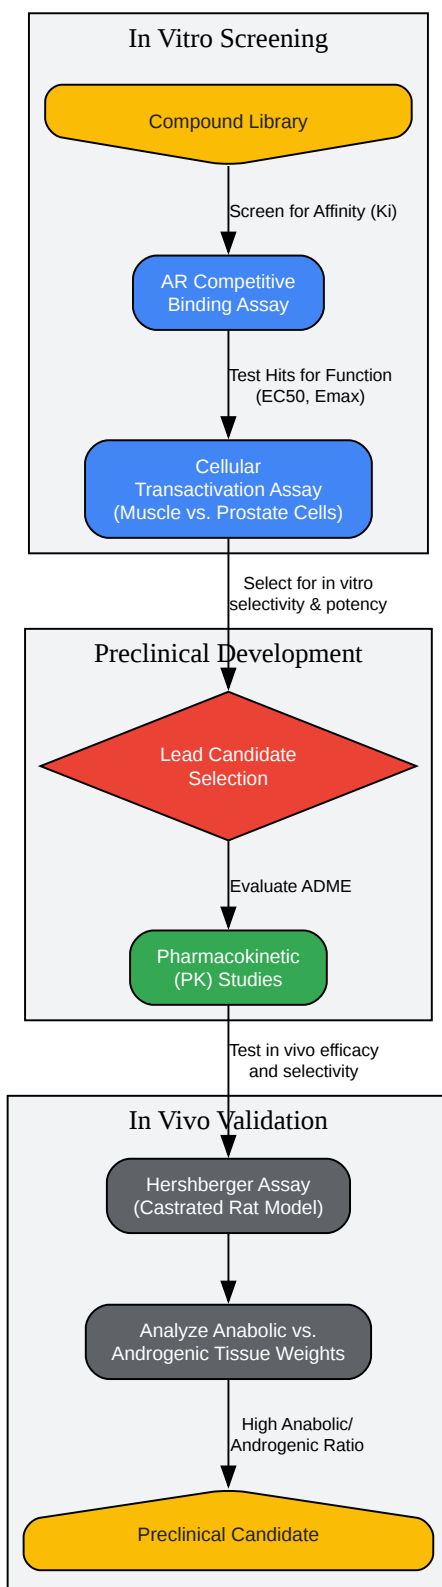 In Vitro Screening
Compound Library
Screen for Affinity (Ki)
AR Competitive
Binding Assay
Test Hits for Function
(EC50, Emax)
Cellular
Transactivation Assay
(Muscle vs. Prostate Cells)
Select for in vitro
selectivity & potency
Preclinical Development
Lead Candidate
Selection
Evaluate ADME
Pharmacokinetic
(PK) Studies
Test in vivo efficacy
and selectivity
In Vivo Validation
Hershberger Assay
(Castrated Rat Model)
Analyze Anabolic vs.
Androgenic Tissue Weights
High Anabolic/
Androgenic Ratio
Preclinical Candidate